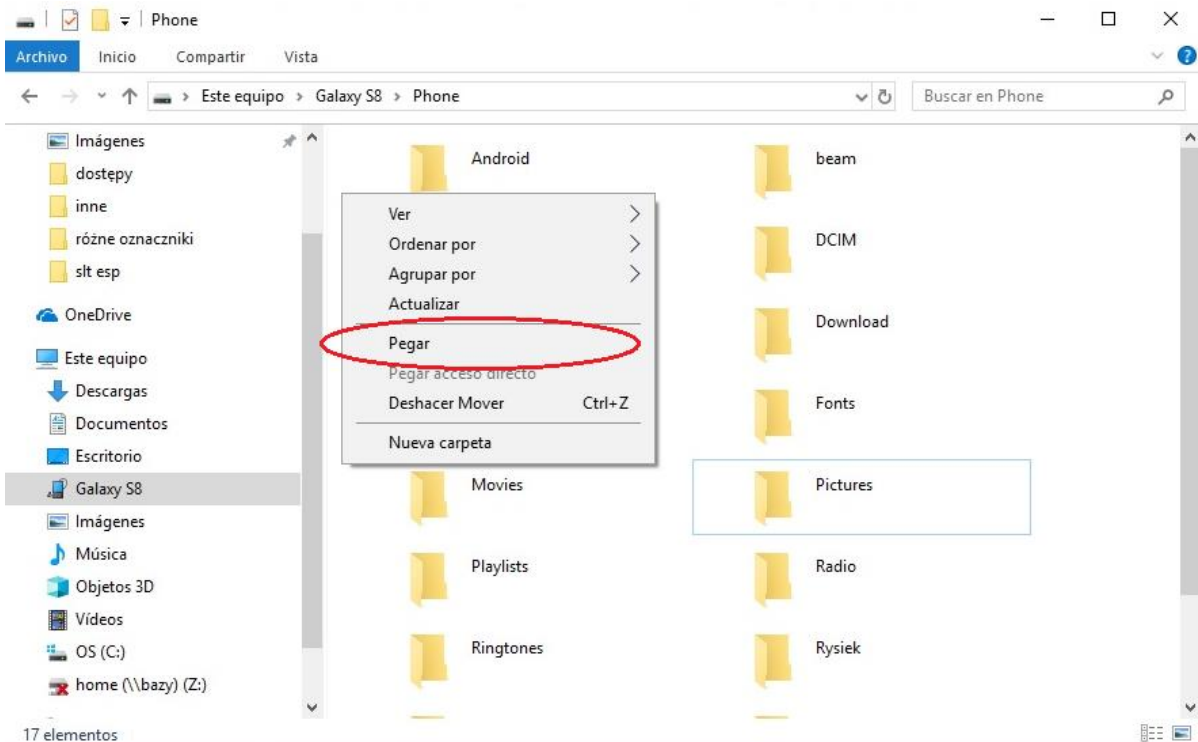 Phone
Archivo Inicio Compartir Vista
Este equipo > Galaxy S8 > Phone
Buscar en Phone
Imágenes
dostępy
inne
różne oznaczniki
slt esp
OneDrive
Este equipo
Descargas
Documentos
Escritorio
Galaxy S8
Imágenes
Música
Objetos 3D
Vídeos
OS (C:)
home (\\bazy) (Z:)
Android
beam
Ver
Ordenar por
Agrupar por
Actualizar
Pegar
Pegar acceso directo
Deshacer Mover Ctrl+Z
Nueva carpeta
DCIM
Download
Fonts
Movies
Pictures
Playlists
Radio
Ringtones
Rysiek
17 elementos